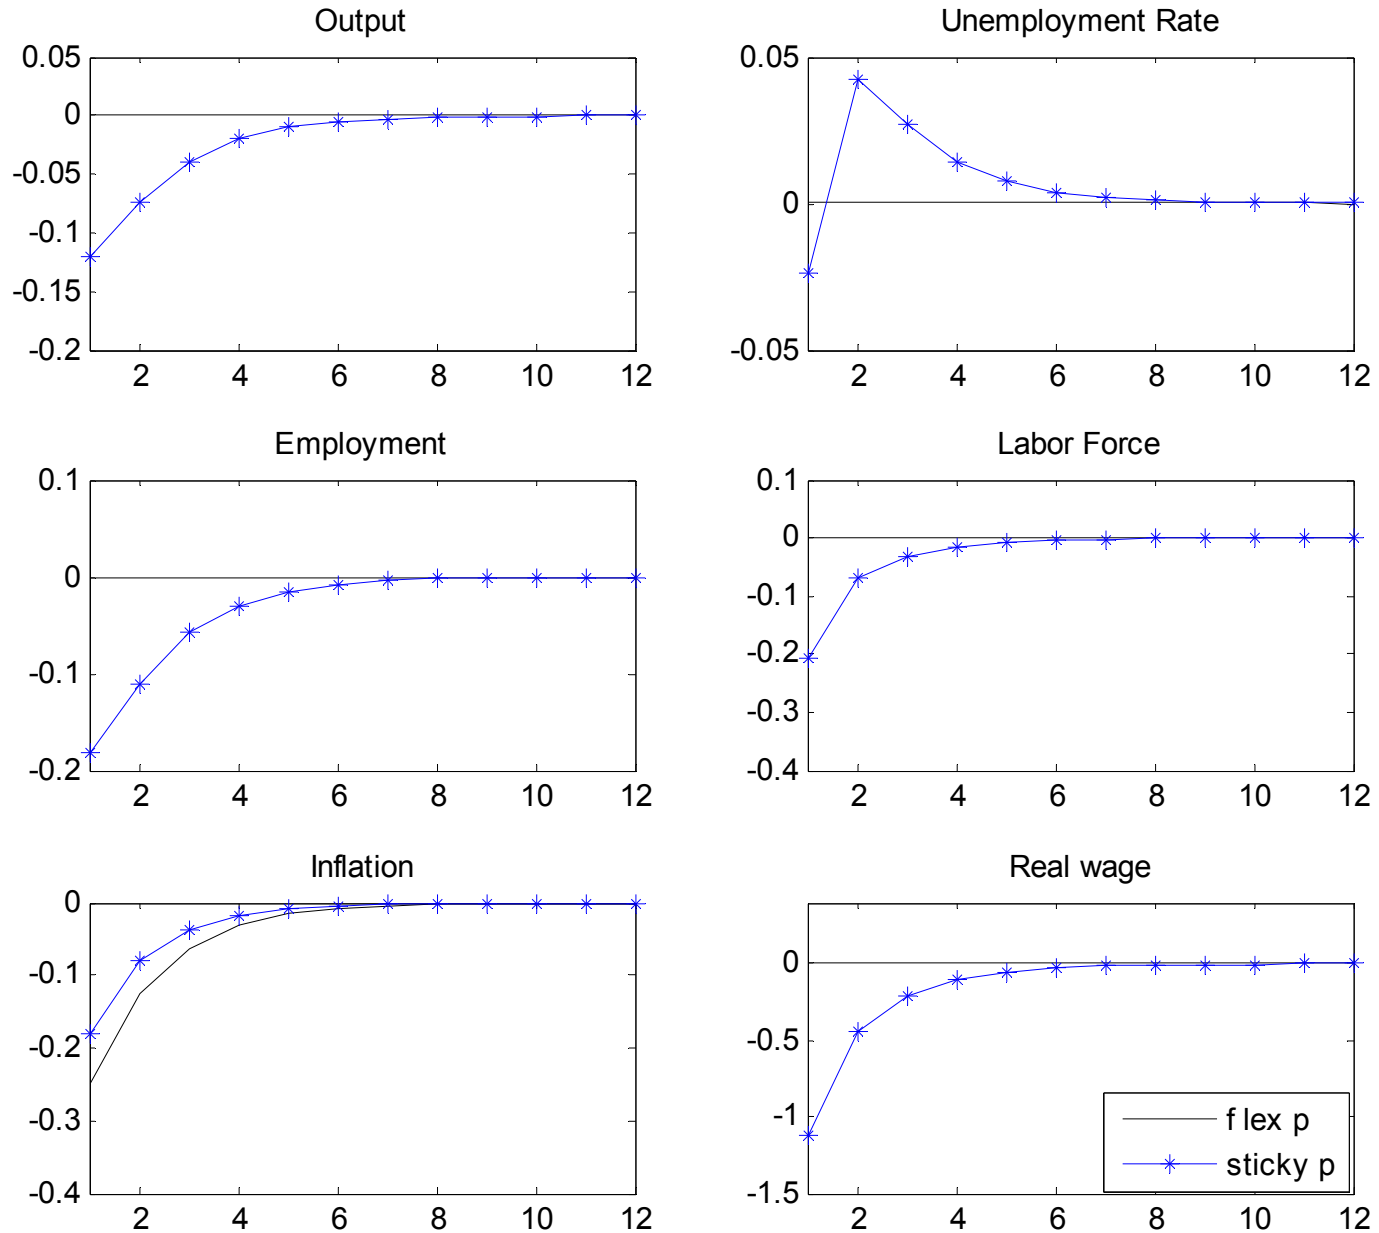 Output
0.05
0
-0.05
-0.1
-0.15
-0.2
2 4 6 8 10 12
Unemployment Rate
0.05
0
-0.05
2 4 6 8 10 12
Employment
0.1
0
-0.1
-0.2
2 4 6 8 10 12
Labor Force
0.1
0
-0.1
-0.2
-0.3
-0.4
2 4 6 8 10 12
Inflation
0
-0.1
-0.2
-0.3
-0.4
2 4 6 8 10 12
Real wage
0
-0.5
-1
-1.5
2 4 6 8 10 12
f lex p
sticky p